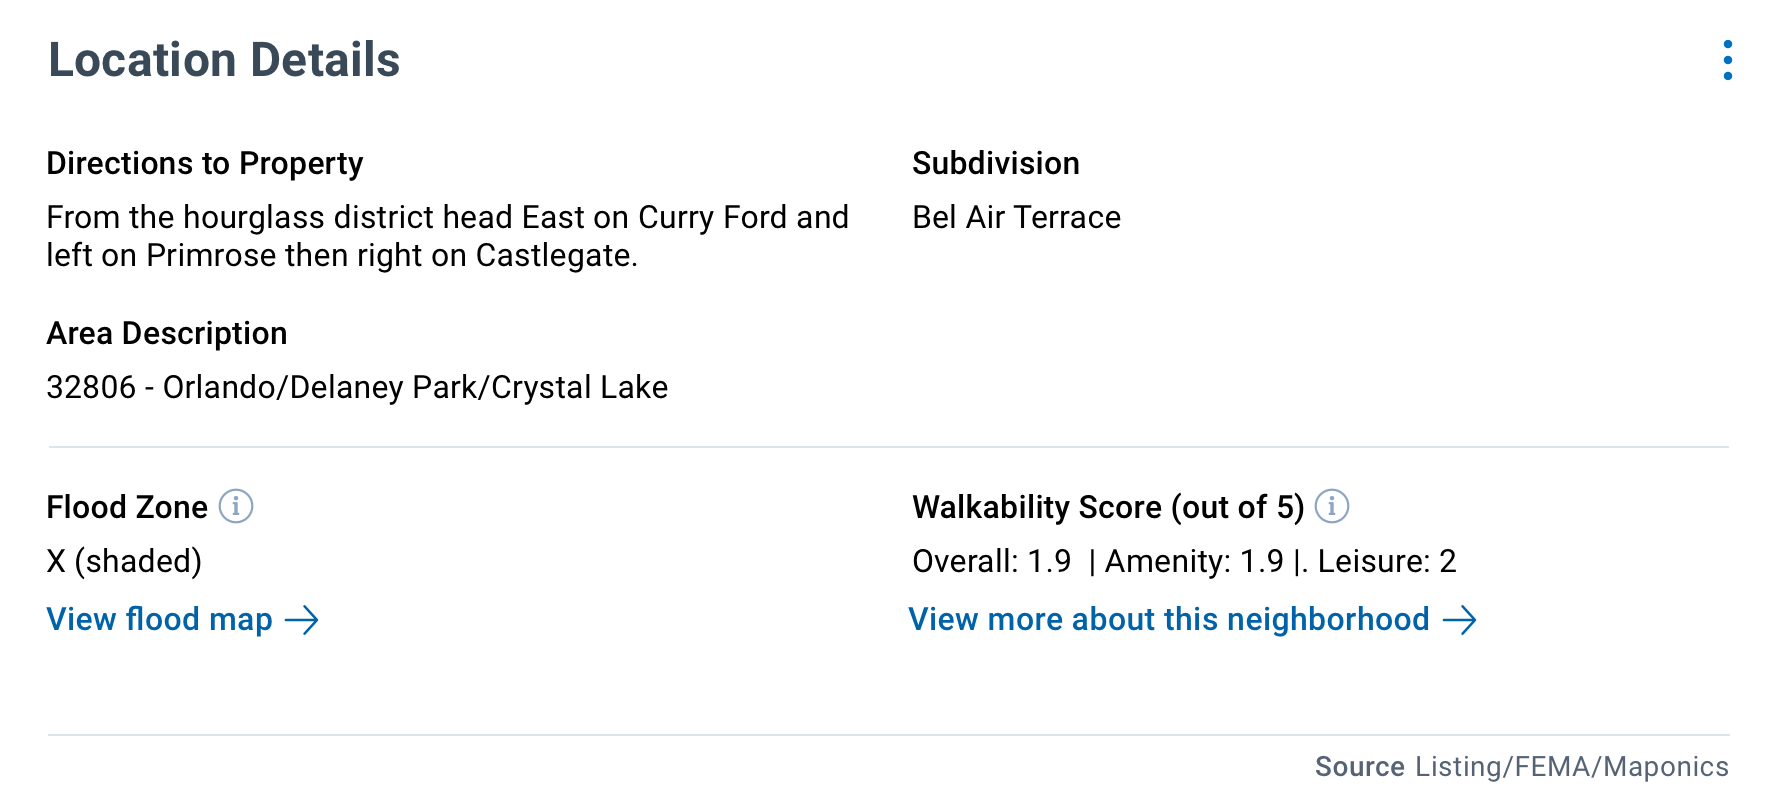 Location Details
Directions to Property
From the hourglass district head East on Curry Ford and
left on Primrose then right on Castlegate.
Subdivision
Bel Air Terrace
Area Description
32806 - Orlando/Delaney Park/Crystal Lake
Flood Zone i
X (shaded)
View flood map →
Walkability Score (out of 5) i
Overall: 1.9 | Amenity: 1.9 |. Leisure: 2
View more about this neighborhood →
Source Listing/FEMA/Maponics